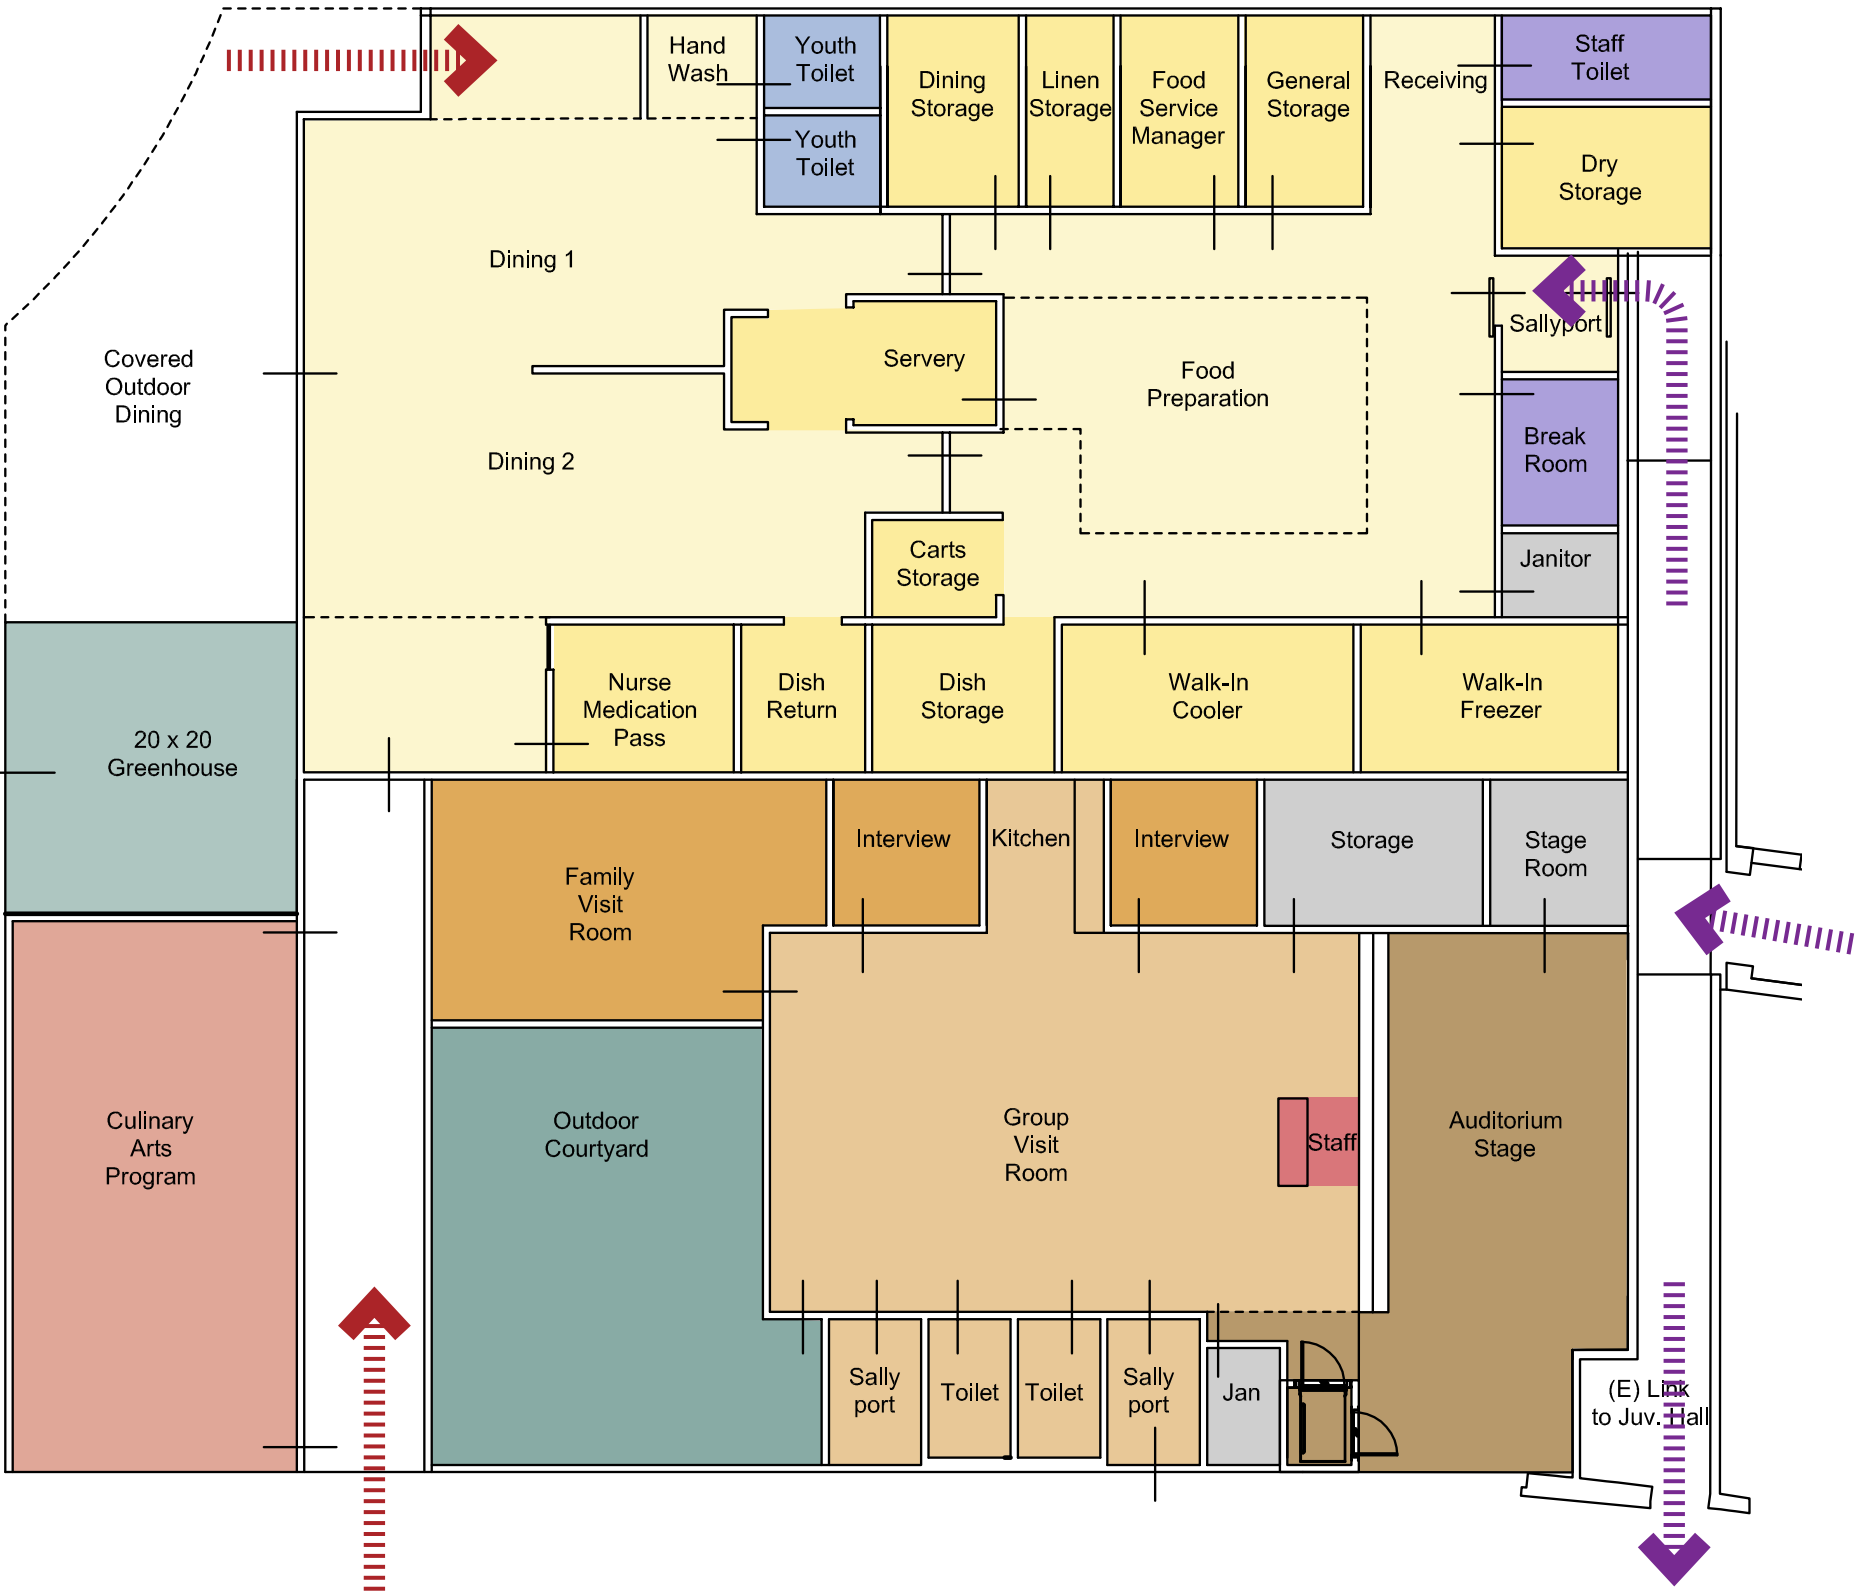 Hand
Wash
Youth
Toilet
Youth
Toilet
Dining
Storage
Linen
Storage
Food
Service
Manager
General
Storage
Receiving
Staff
Toilet
Dry
Storage
Dining 1
Covered
Outdoor
Dining
Servery
Food
Preparation
Sallyport
Break
Room
Dining 2
Carts
Storage
Janitor
20 x 20
Greenhouse
Nurse
Medication
Pass
Dish
Return
Dish
Storage
Walk-In
Cooler
Walk-In
Freezer
Family
Visit
Room
Interview
Kitchen
Interview
Storage
Stage
Room
Culinary
Arts
Program
Outdoor
Courtyard
Group
Visit
Room
Staff
Auditorium
Stage
Sally
port
Toilet
Toilet
Sally
port
Jan
(E) Link
to Juv. Hall